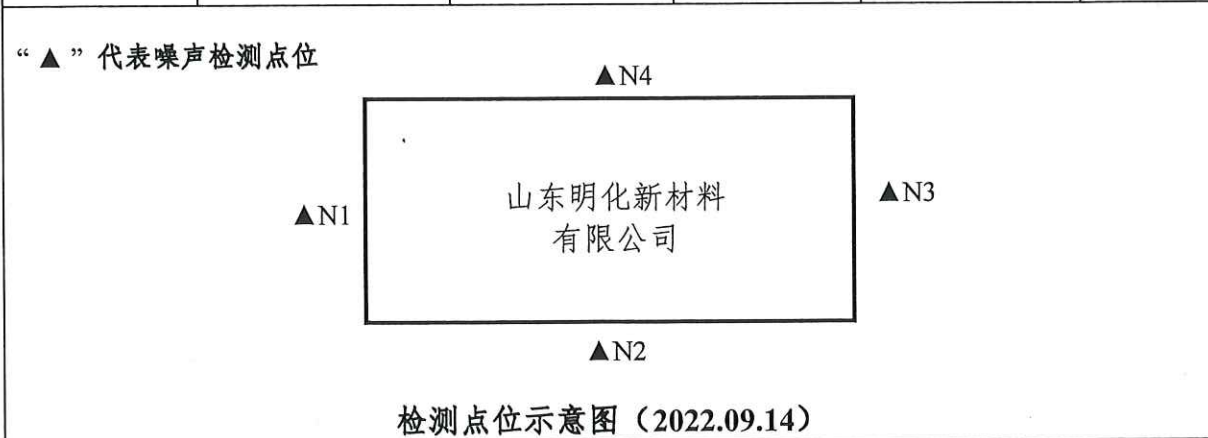 “▲”代表噪声检测点位
▲N4
▲N1
山东明化新材料
有限公司
▲N3
▲N2
检测点位示意图（2022.09.14）